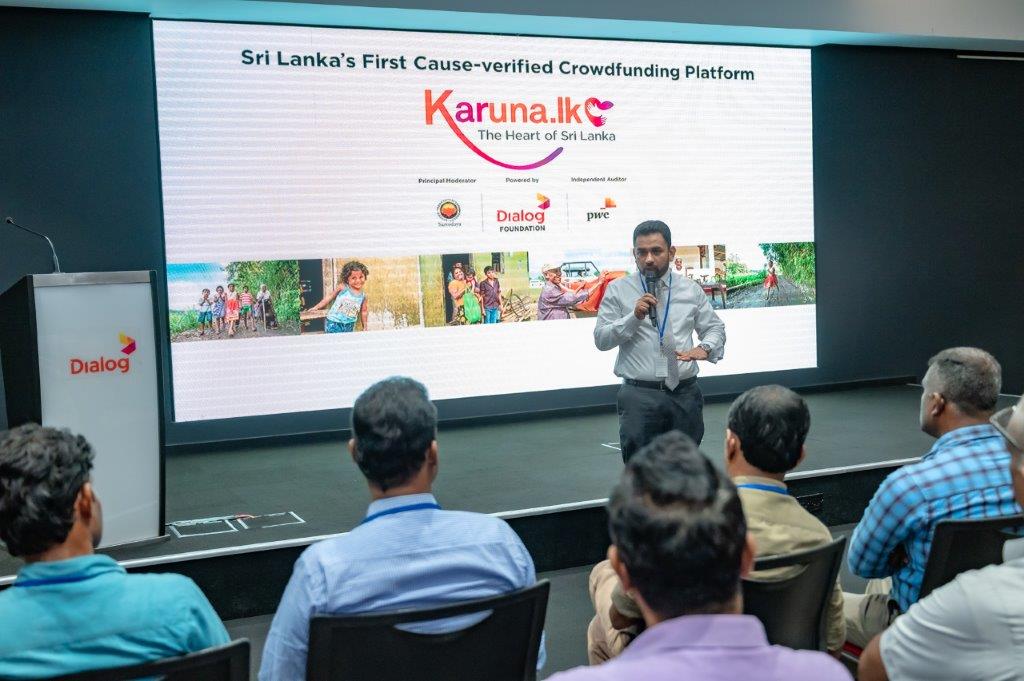 Sri Lanka's First Cause-verified Crowdfunding Platform
Karuna.lk
The Heart of Sri Lanka
Principal Moderator
Powered by
Independent Auditor
Sarvodaya
Dialog
FOUNDATION
pwc
Dialog